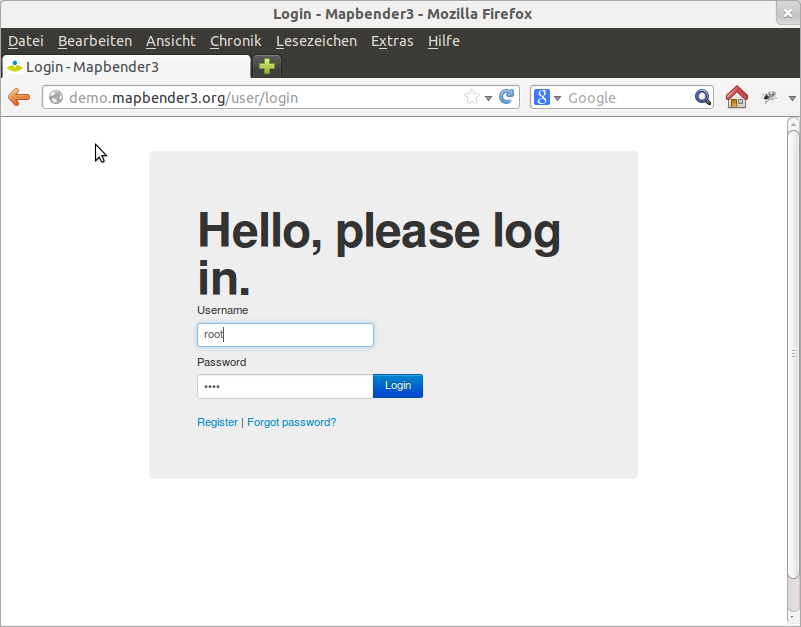 Login - Mapbender3 - Mozilla Firefox
Datei Bearbeiten Ansicht Chronik Lesezeichen Extras Hilfe
Login - Mapbender3
demo.mapbender3.org/user/login
8 Google
Hello, please log
in.
Username
root
Password
••••
Login
Register | Forgot password?